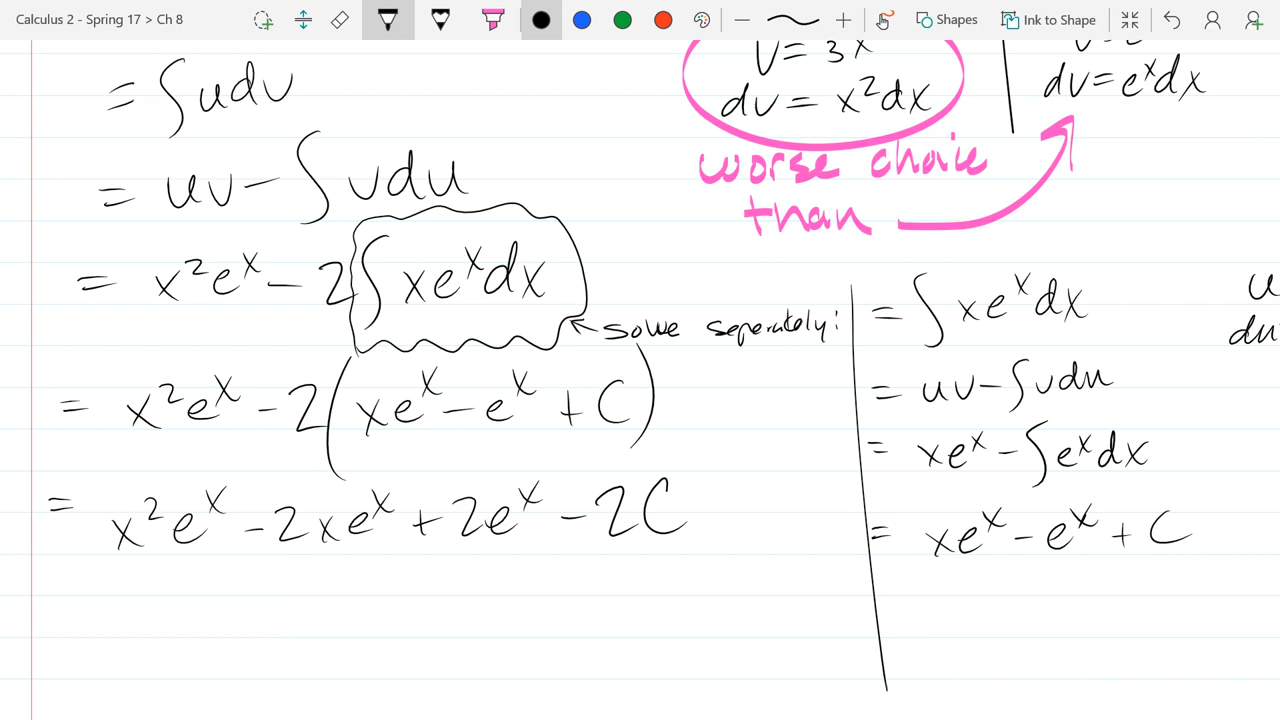 Calculus 2 - Spring 17 > Ch 8
Shapes
Ink to Shape
= ∫udv
= uv - ∫vdu
= x²eˣ - 2∫xeˣdx
← solve seperately:
= x²eˣ - 2(xeˣ - eˣ + C)
= x²eˣ - 2xeˣ + 2eˣ - 2C
dv = x²dx
dv = eˣdx
worse choice
than
= ∫xeˣdx
u
du
= uv - ∫vdu
= xeˣ - ∫eˣdx
= xeˣ - eˣ + C